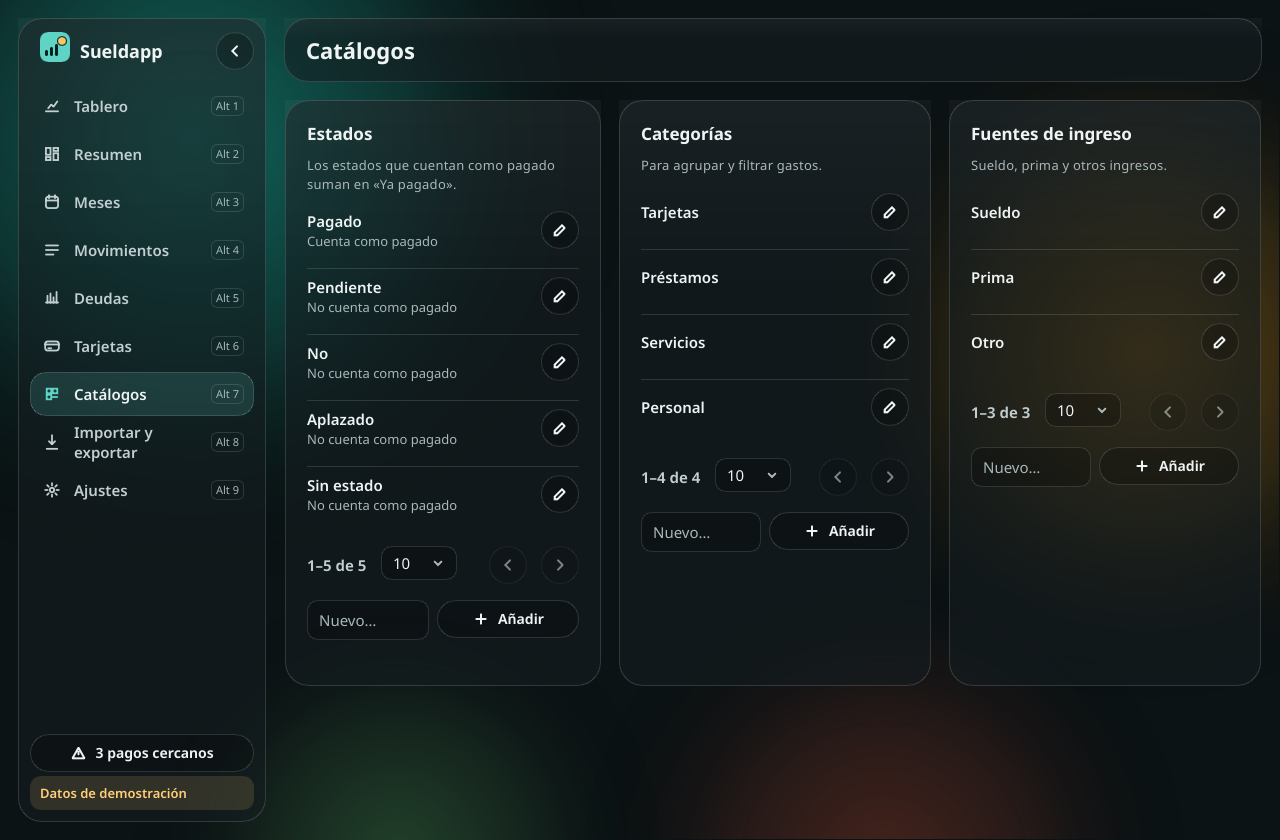 Sueldapp
Tablero Alt 1
Resumen Alt 2
Meses Alt 3
Movimientos Alt 4
Deudas Alt 5
Tarjetas Alt 6
Catálogos Alt 7
Importar y
exportar Alt 8
Ajustes Alt 9
3 pagos cercanos
Datos de demostración
Catálogos
Estados
Los estados que cuentan como pagado
suman en «Ya pagado».
Pagado
Cuenta como pagado
Pendiente
No cuenta como pagado
No
No cuenta como pagado
Aplazado
No cuenta como pagado
Sin estado
No cuenta como pagado
1–5 de 5 10
Nuevo... Añadir
Categorías
Para agrupar y filtrar gastos.
Tarjetas
Préstamos
Servicios
Personal
1–4 de 4 10
Nuevo... Añadir
Fuentes de ingreso
Sueldo, prima y otros ingresos.
Sueldo
Prima
Otro
1–3 de 3 10
Nuevo... Añadir